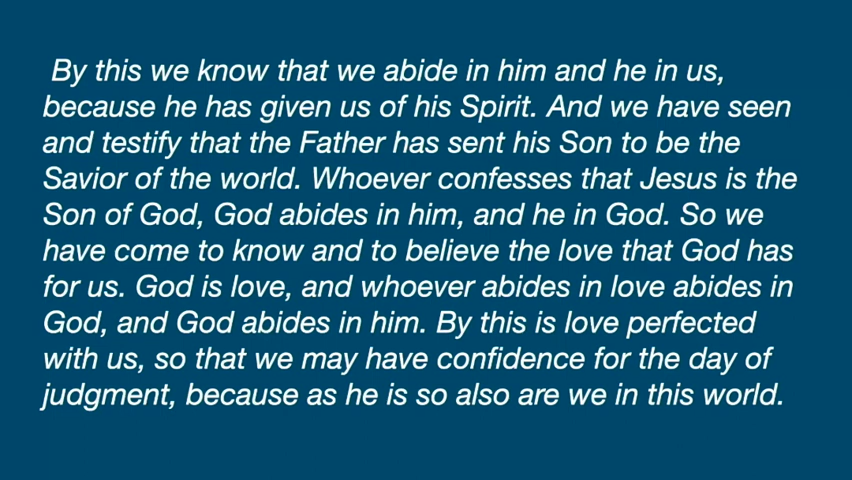 By this we know that we abide in him and he in us,
because he has given us of his Spirit. And we have seen
and testify that the Father has sent his Son to be the
Savior of the world. Whoever confesses that Jesus is the
Son of God, God abides in him, and he in God. So we
have come to know and to believe the love that God has
for us. God is love, and whoever abides in love abides in
God, and God abides in him. By this is love perfected
with us, so that we may have confidence for the day of
judgment, because as he is so also are we in this world.